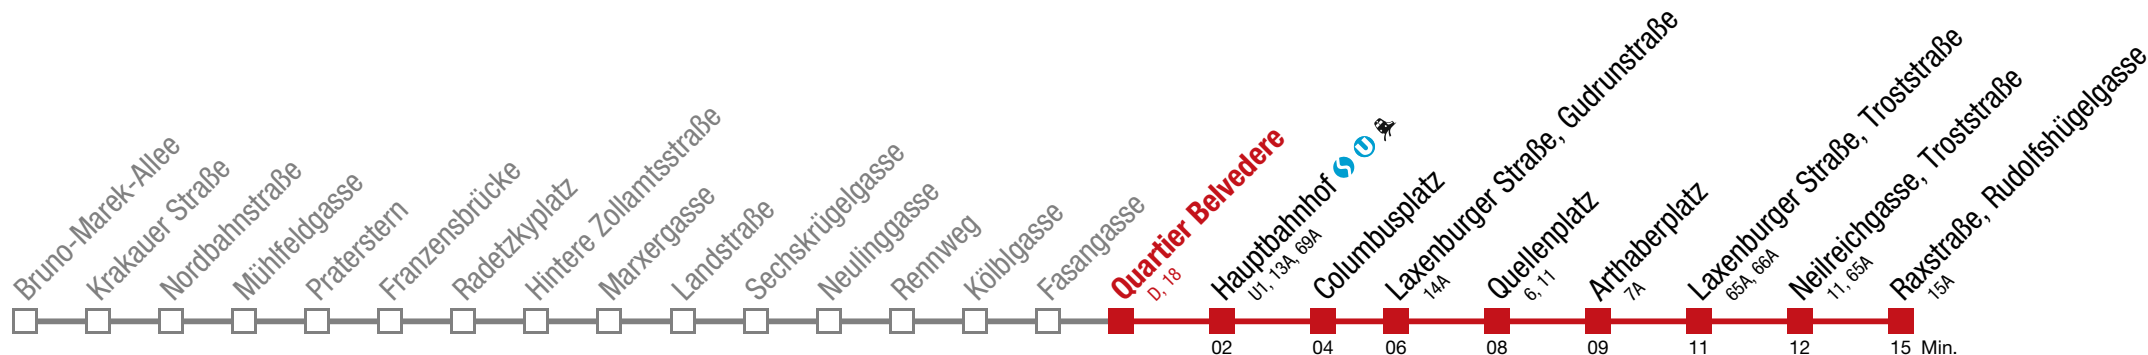 Bruno-Marek-Allee
Krakauer Straße
Nordbahnstraße
Mühlfeldgasse
Praterstern
Franzensbrücke
Radetzkyplatz
Hintere Zollamtsstraße
Marxergasse
Landstraße
Sechskrügelgasse
Neulinggasse
Rennweg
Kölblgasse
Fasangasse
Quartier Belvedere
D, 18
Hauptbahnhof U
U1, 13A, 69A
Columbusplatz
Laxenburger Straße, Gudrunstraße
14A
Quellenplatz
6, 11
Arthaberplatz
7A
Laxenburger Straße, Troststraße
65A, 66A
Neilreichgasse, Troststraße
11, 65A
Raxstraße, Rudolfshügelgasse
15A
02 04 06 08 09 11 12 15 Min.